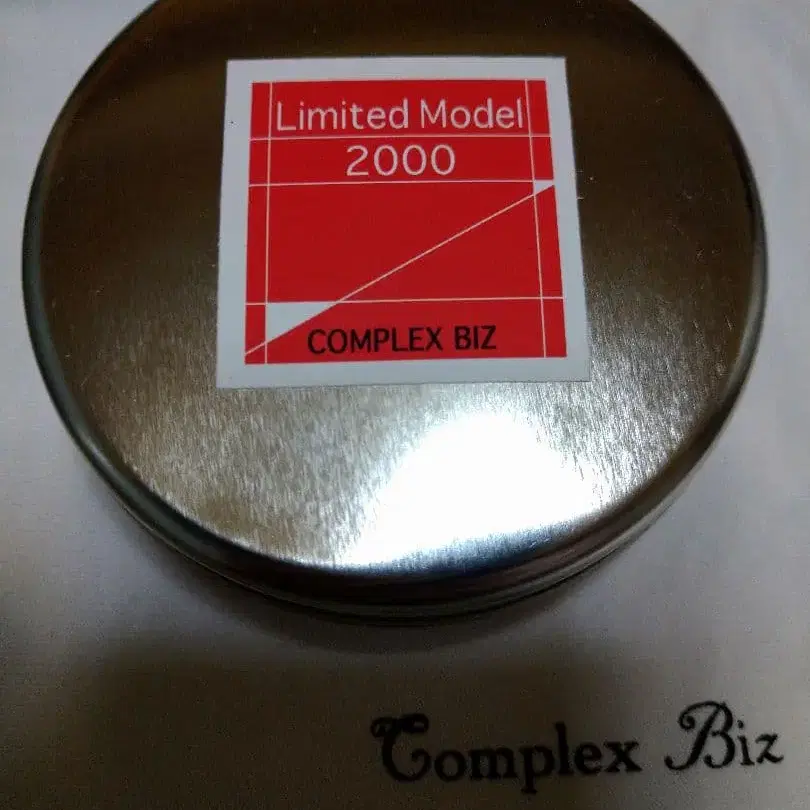 Limited Model
2000
COMPLEX BIZ
Complex Biz